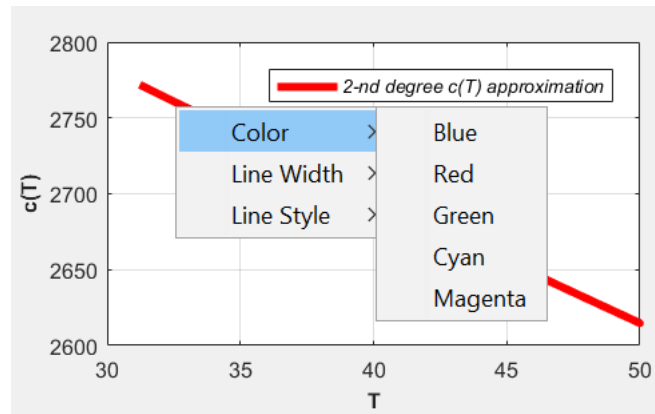 2800
2-nd degree c(T) approximation
2750
Color
Blue
Line Width
Red
c(T)
2700
Line Style
Green
Cyan
2650
Magenta
2600
30
35
40
45
50
T